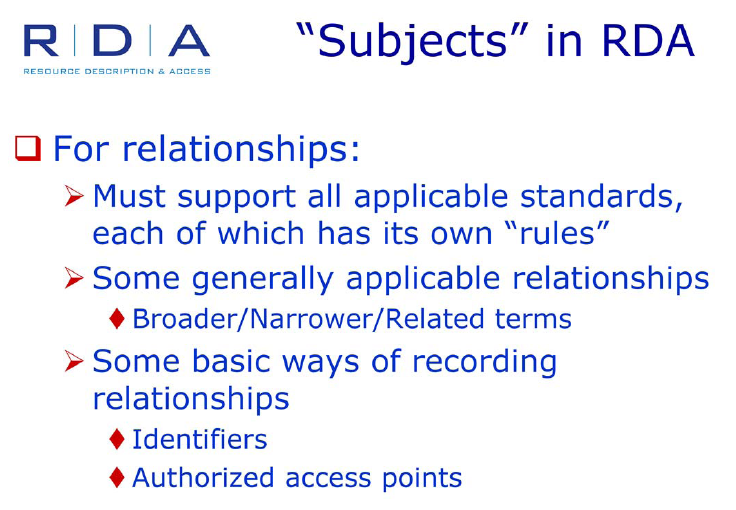 R|D|A
RESOURCE DESCRIPTION & ACCESS
“Subjects” in RDA
For relationships:
Must support all applicable standards,
each of which has its own “rules”
Some generally applicable relationships
Broader/Narrower/Related terms
Some basic ways of recording
relationships
Identifiers
Authorized access points